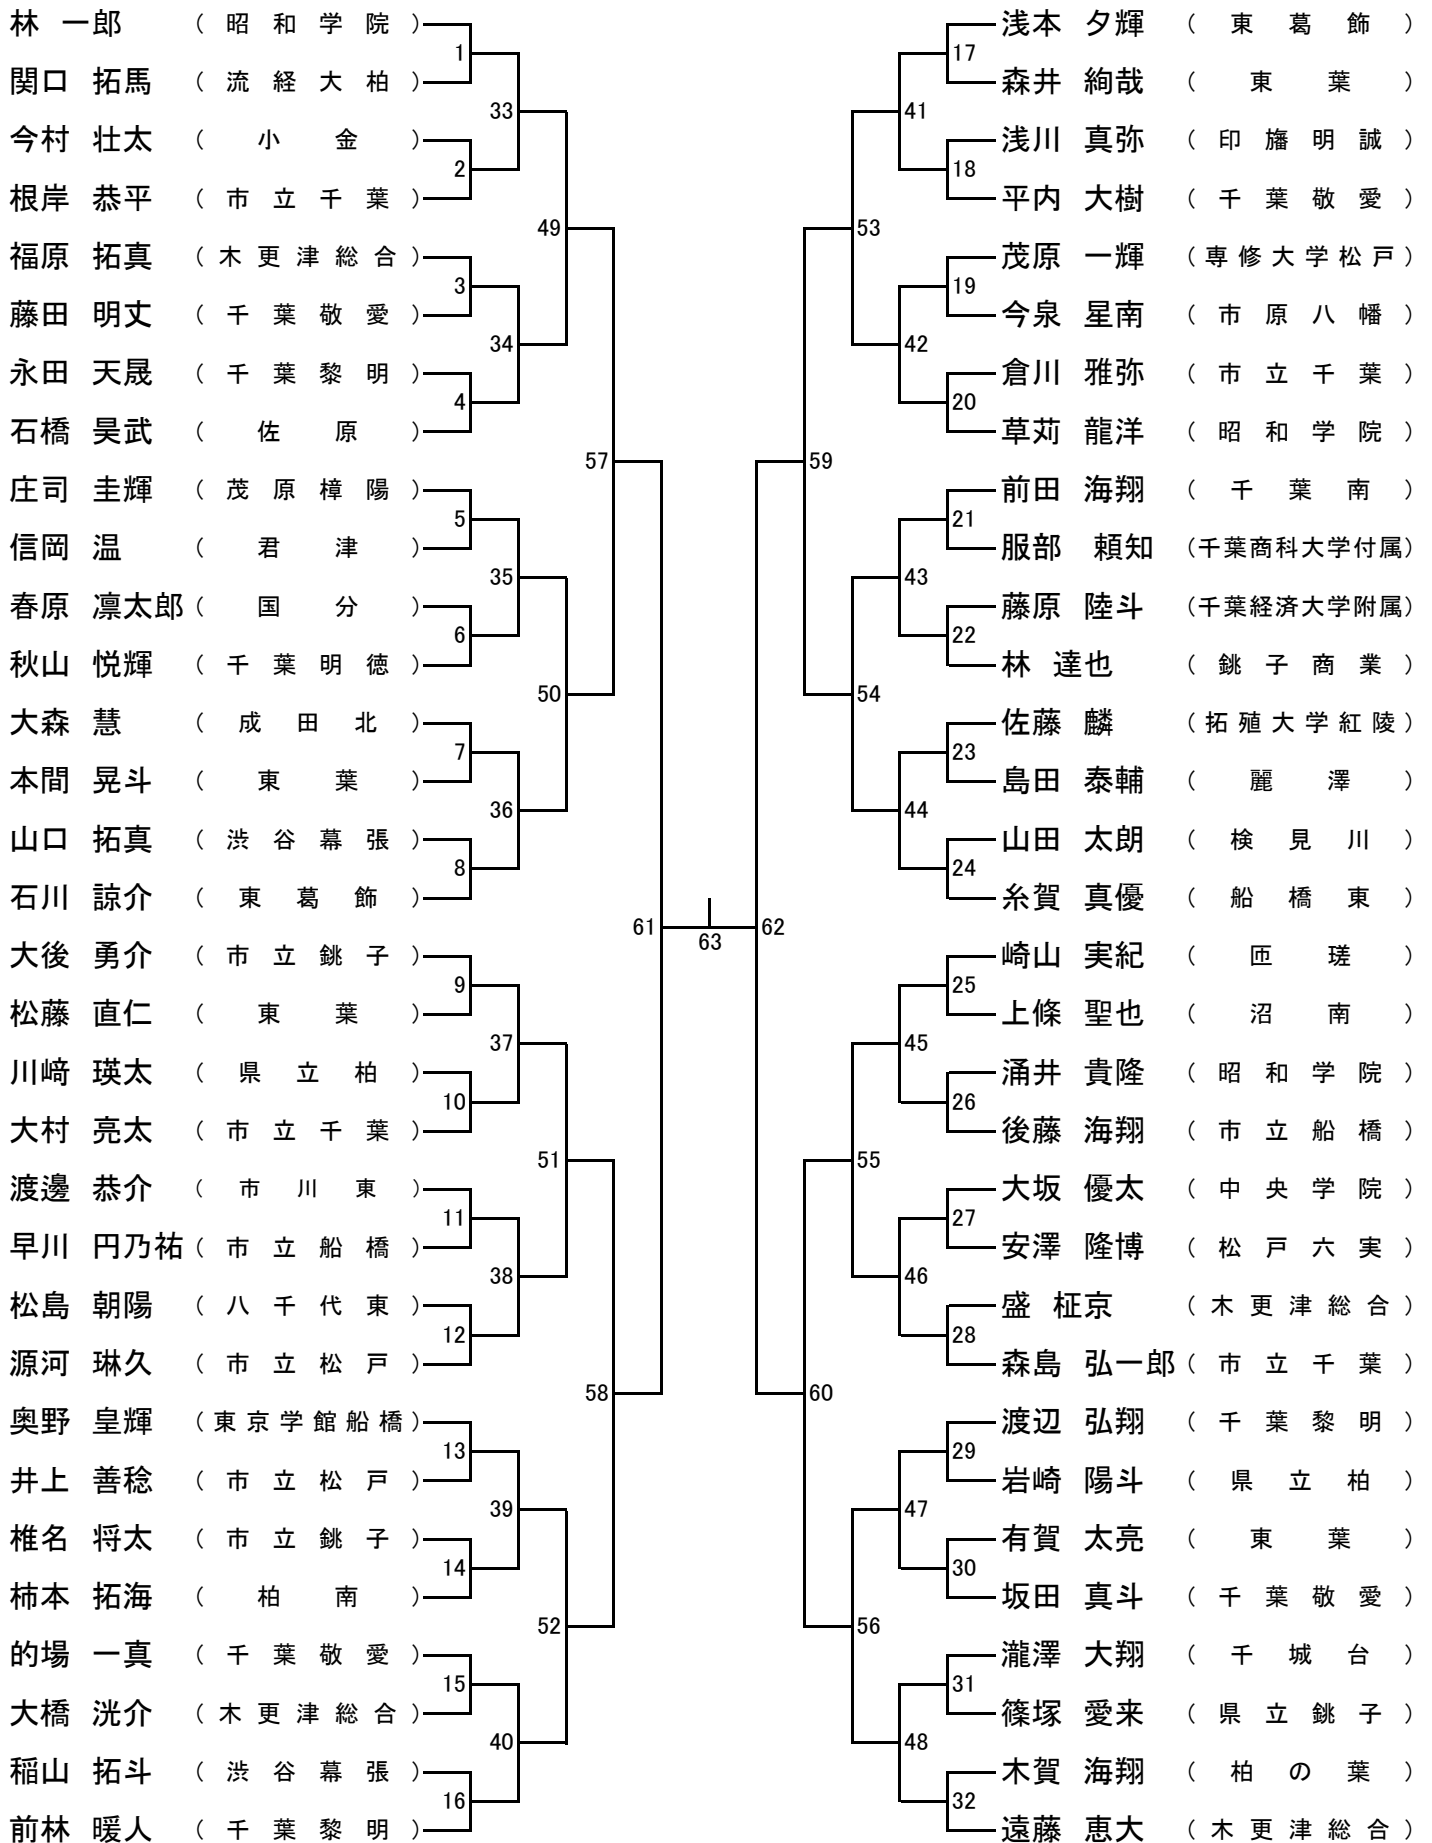 林 一郎 (昭和学院)
1
関口 拓馬 (流経大柏)
33
今村 壮太 (小金)
2
根岸 恭平 (市立千葉)
49
福原 拓真 (木更津総合)
3
藤田 明丈 (千葉敬愛)
34
永田 天晟 (千葉黎明)
4
石橋 昊武 (佐原)
57
庄司 圭輝 (茂原樟陽)
5
信岡 温 (君津)
35
春原 凛太郎 (国分)
6
秋山 悦輝 (千葉明徳)
50
大森 慧 (成田北)
7
本間 晃斗 (東葉)
36
山口 拓真 (渋谷幕張)
8
石川 諒介 (東葛飾)
61
大後 勇介 (市立銚子)
9
松藤 直仁 (東葉)
37
川﨑 瑛太 (県立柏)
10
大村 亮太 (市立千葉)
51
渡邊 恭介 (市川東)
11
早川 円乃祐 (市立船橋)
38
松島 朝陽 (八千代東)
12
源河 琳久 (市立松戸)
58
奥野 皇輝 (東京学館船橋)
13
井上 善稔 (市立松戸)
39
椎名 将太 (市立銚子)
14
柿本 拓海 (柏南)
52
的場 一真 (千葉敬愛)
15
大橋 洸介 (木更津総合)
40
稲山 拓斗 (渋谷幕張)
16
前林 暖人 (千葉黎明)
63
浅本 夕輝 (東葛飾)
17
森井 絢哉 (東葉)
41
浅川 真弥 (印旛明誠)
18
平内 大樹 (千葉敬愛)
53
茂原 一輝 (専修大学松戸)
19
今泉 星南 (市原八幡)
42
倉川 雅弥 (市立千葉)
20
草苅 龍洋 (昭和学院)
59
前田 海翔 (千葉南)
21
服部 頼知 (千葉商科大学付属)
43
藤原 陸斗 (千葉経済大学附属)
22
林 達也 (銚子商業)
54
佐藤 麟 (拓殖大学紅陵)
23
島田 泰輔 (麗澤)
44
山田 太朗 (検見川)
24
糸賀 真優 (船橋東)
62
崎山 実紀 (匝瑳)
25
上條 聖也 (沼南)
45
涌井 貴隆 (昭和学院)
26
後藤 海翔 (市立船橋)
55
大坂 優太 (中央学院)
27
安澤 隆博 (松戸六実)
46
盛 柾京 (木更津総合)
28
森島 弘一郎 (市立千葉)
60
渡辺 弘翔 (千葉黎明)
29
岩崎 陽斗 (県立柏)
47
有賀 太亮 (東葉)
30
坂田 真斗 (千葉敬愛)
56
瀧澤 大翔 (千城台)
31
篠塚 愛来 (県立銚子)
48
木賀 海翔 (柏の葉)
32
遠藤 恵大 (木更津総合)